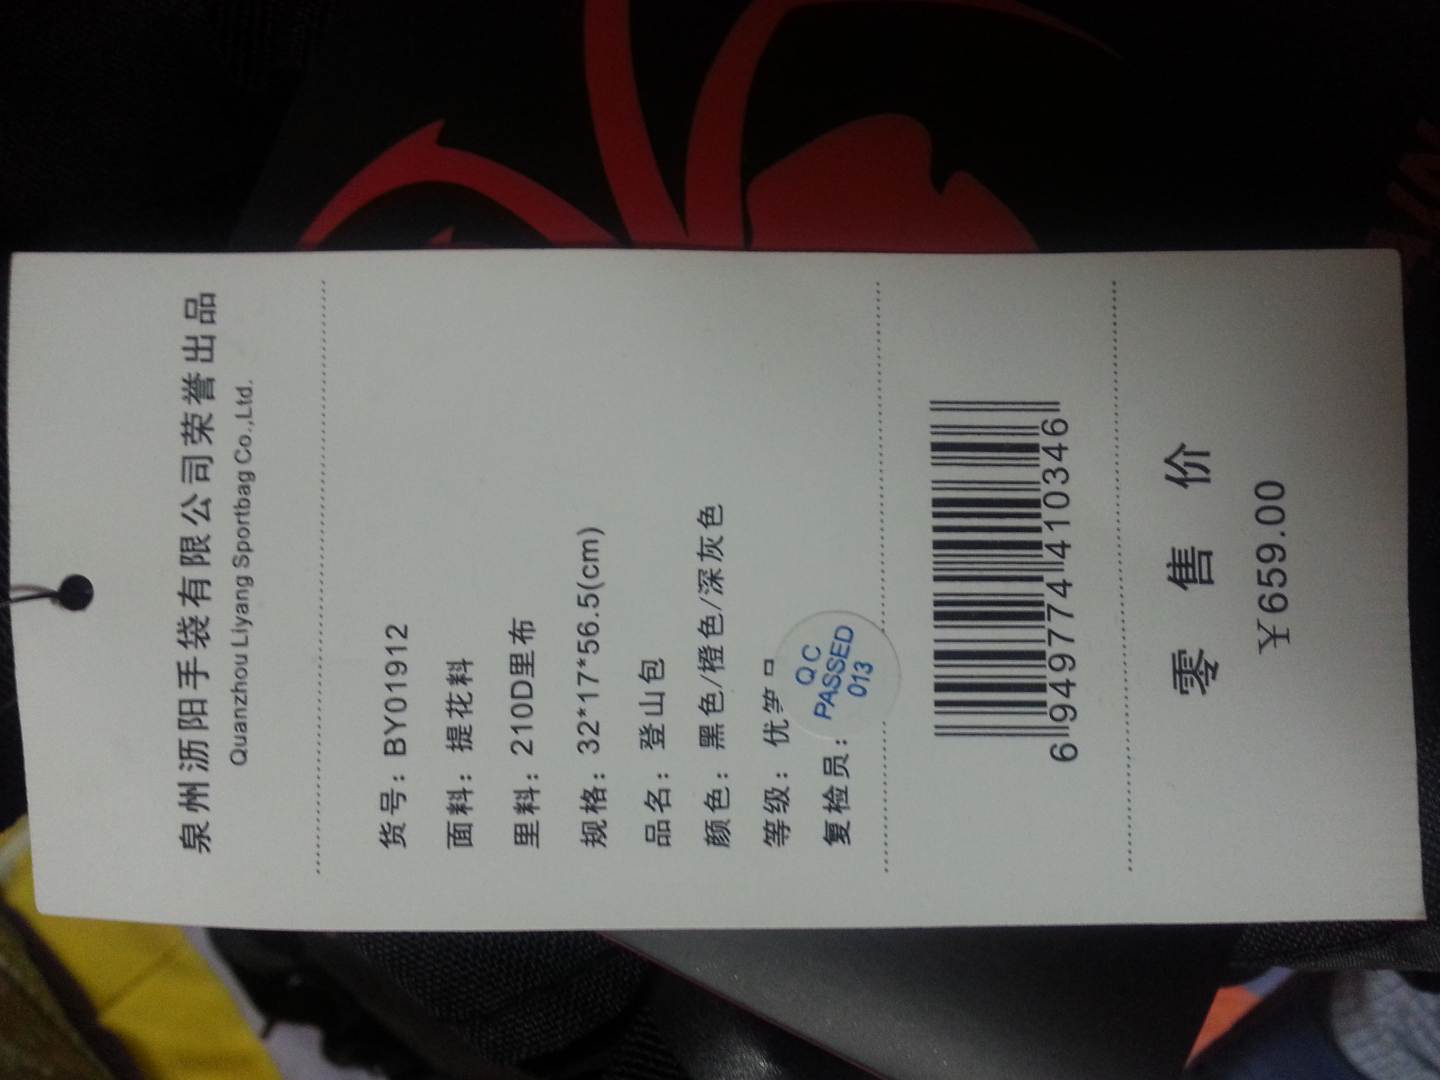 泉州沥阳手袋有限公司荣誉出品
Quanzhou Liyang Sportbag Co.,Ltd.
货号：BY01912
面料：提花料
里料：210D里布
规格：32*17*56.5(cm)
品名：登山包
颜色：黑色/橙色/深灰色
等级：优等品
复检员：
QC
PASSED
013
6949774410346
零售价
￥659.00